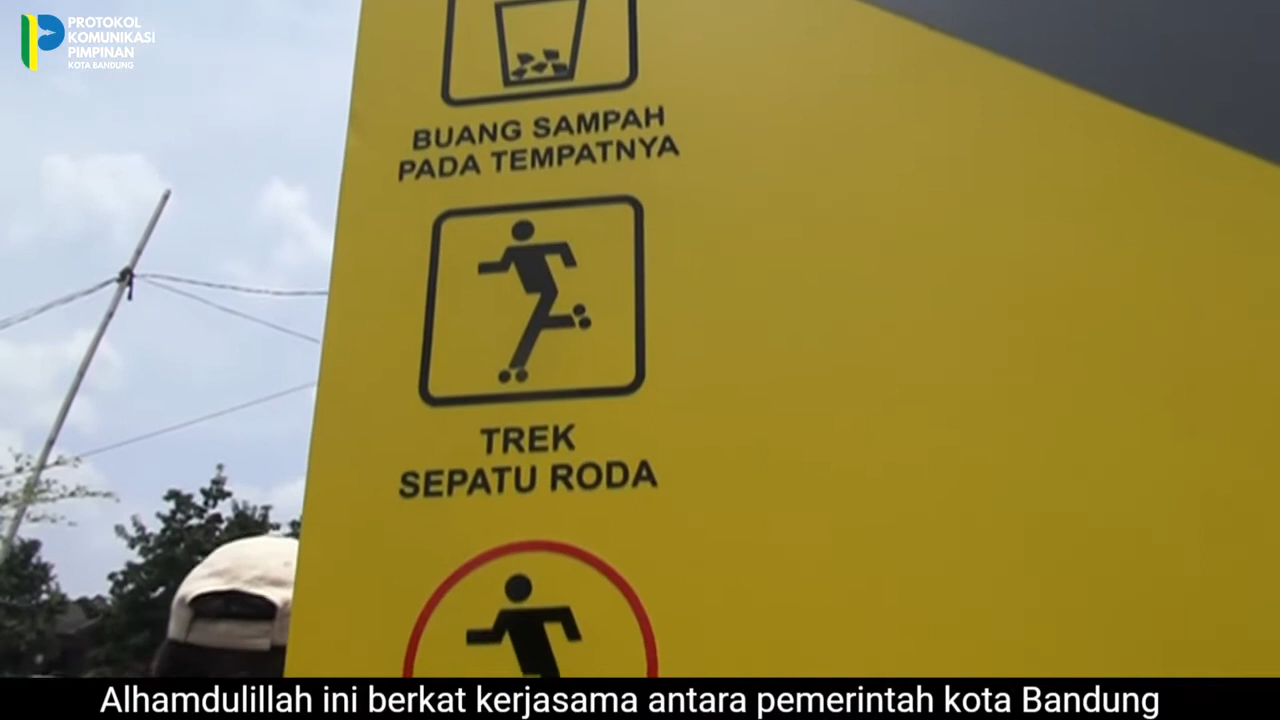 PROTOKOL
KOMUNIKASI
PIMPINAN
KOTA BANDUNG
BUANG SAMPAH
PADA TEMPATNYA
TREK
SEPATU RODA
Alhamdulillah ini berkat kerjasama antara pemerintah kota Bandung